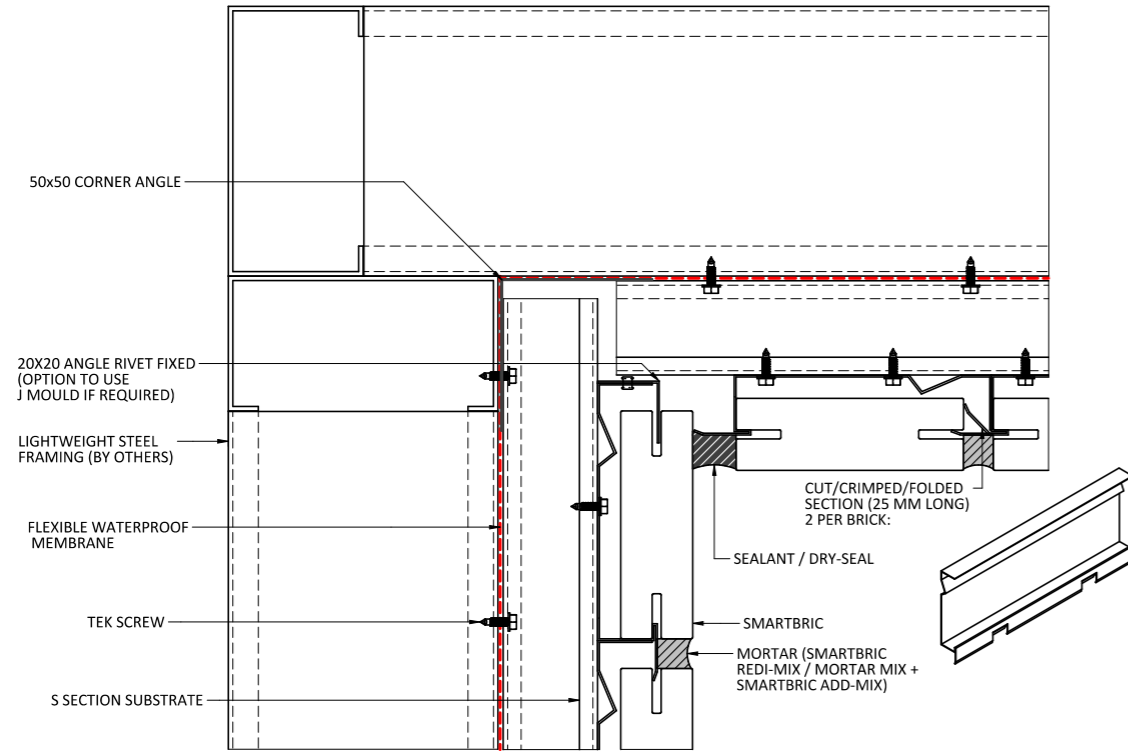 50x50 CORNER ANGLE
20X20 ANGLE RIVET FIXED
(OPTION TO USE
J MOULD IF REQUIRED)
LIGHTWEIGHT STEEL
FRAMING (BY OTHERS)
FLEXIBLE WATERPROOF
MEMBRANE
TEK SCREW
S SECTION SUBSTRATE
CUT/CRIMPED/FOLDED
SECTION (25 MM LONG)
2 PER BRICK:
SEALANT / DRY-SEAL
SMARTBRIC
MORTAR (SMARTBRIC
REDI-MIX / MORTAR MIX +
SMARTBRIC ADD-MIX)